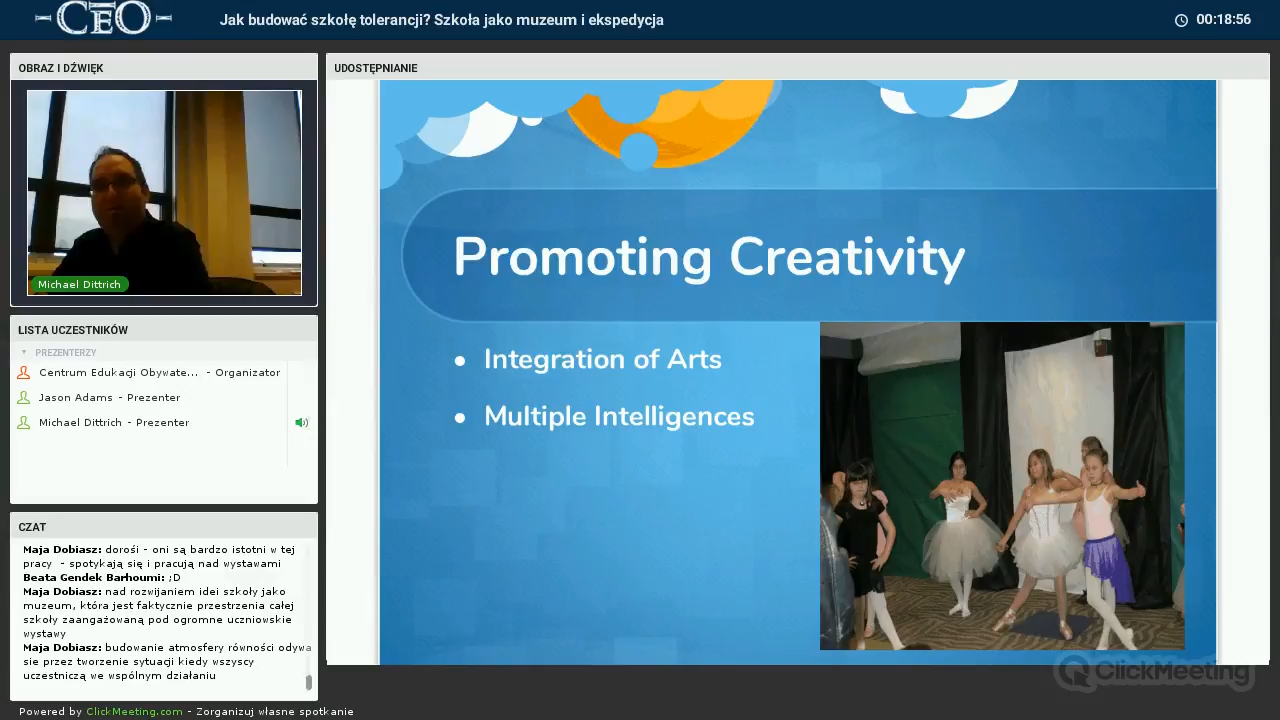 CEO
Jak budować szkołę tolerancji? Szkoła jako muzeum i ekspedycja
00:18:56
OBRAZ I DŹWIĘK
Michael Dittrich
LISTA UCZESTNIKÓW
PREZENTERZY
Centrum Edukacji Obywate... - Organizator
Jason Adams - Prezenter
Michael Dittrich - Prezenter
CZAT
Maja Dobiasz: dorośi - oni są bardzo istotni w tej
pracy - spotykają się i pracują nad wystawami
Beata Gendek Barhoumi: ;D
Maja Dobiasz: nad rozwijaniem idei szkoły jako
muzeum, która jest faktycznie przestrzenia całej
szkoły zaangażowaną pod ogromne uczniowskie
wystawy
Maja Dobiasz: budowanie atmosfery równości odywa
sie przez tworzenie sytuacji kiedy wszyscy
uczestniczą we wspólnym działaniu
Powered by ClickMeeting.com - Zorganizuj własne spotkanie
UDOSTĘPNIANIE
Promoting Creativity
• Integration of Arts
• Multiple Intelligences
ClickMeeting